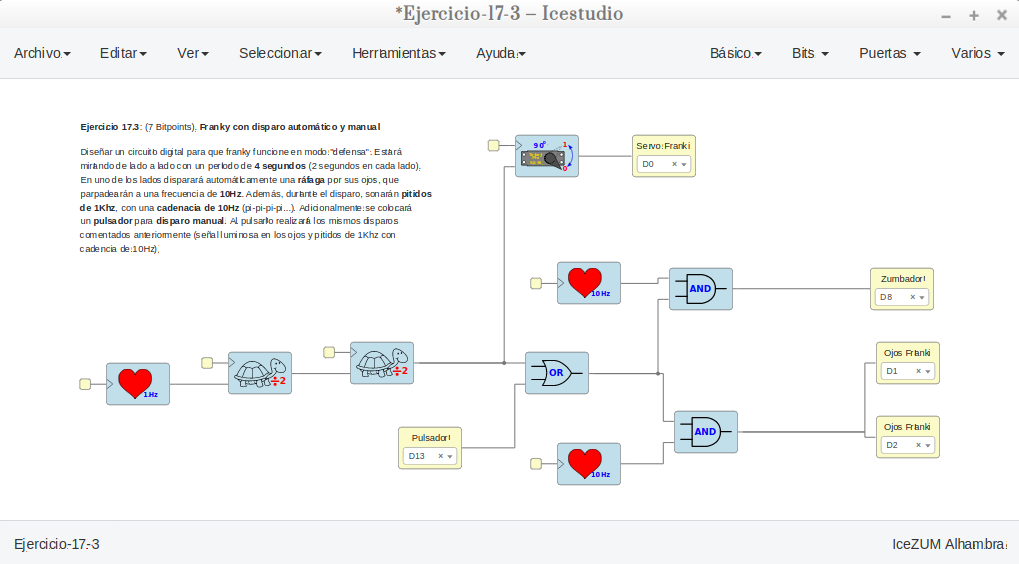 *Ejercicio-17-3 – Icestudio
Archivo Editar Ver Seleccionar Herramientas Ayuda Básico Bits Puertas Varios
Ejercicio 17.3: (7 Bitpoints), Franky con disparo automático y manual
Diseñar un circuito digital para que franky funcione en modo "defensa": Estará
mirando de lado a lado con un periodo de 4 segundos (2 segundos en cada lado),
En uno de los lados disparará automáticamente una ráfaga por sus ojos, que
parpadearán a una frecuencia de 10Hz. Además, durante el disparo, sonarán pitidos
de 1Khz, con una cadenacia de 10Hz (pi-pi-pi-pi...). Adicionalmente se colocará
un pulsador para disparo manual. Al pulsarlo realizará los mismos disparos
comentados anteriormente (señal luminosa en los ojos y pitidos de 1Khz con
cadencia de 10Hz),
90º
1
0
Servo Franki
D0
10 Hz
AND
Zumbador
D8
1 Hz
÷2
÷2
OR
Ojos Franki
D1
Pulsador
D13
10 Hz
AND
Ojos Franki
D2
Ejercicio-17-3
IceZUM Alhambra